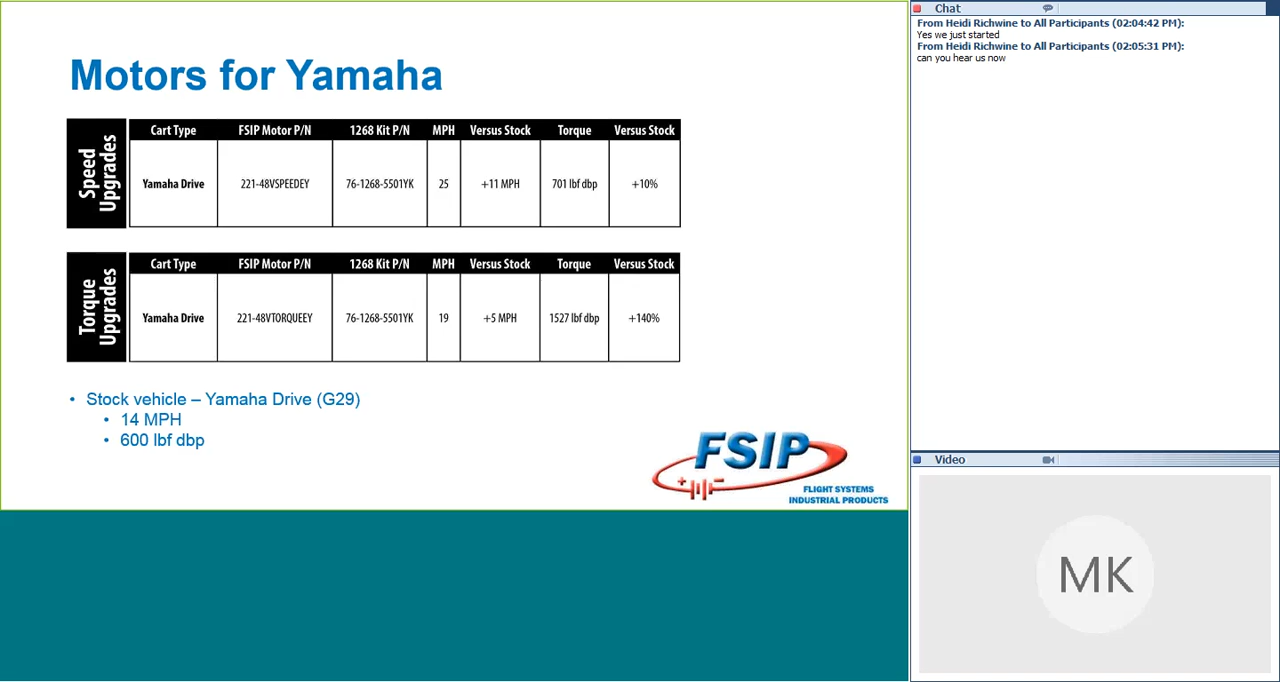 Motors for Yamaha
Speed Upgrades
Cart Type FSIP Motor P/N 1268 Kit P/N MPH Versus Stock Torque Versus Stock
Yamaha Drive 221-48VSPEEDEY 76-1268-5501YK 25 +11 MPH 701 lbf dbp +10%
Torque Upgrades
Cart Type FSIP Motor P/N 1268 Kit P/N MPH Versus Stock Torque Versus Stock
Yamaha Drive 221-48VTORQUEEY 76-1268-5501YK 19 +5 MPH 1527 lbf dbp +140%
• Stock vehicle – Yamaha Drive (G29)
• 14 MPH
• 600 lbf dbp
FSIP
FLIGHT SYSTEMS
INDUSTRIAL PRODUCTS
Chat
From Heidi Richwine to All Participants (02:04:42 PM):
Yes we just started
From Heidi Richwine to All Participants (02:05:31 PM):
can you hear us now
Video
MK